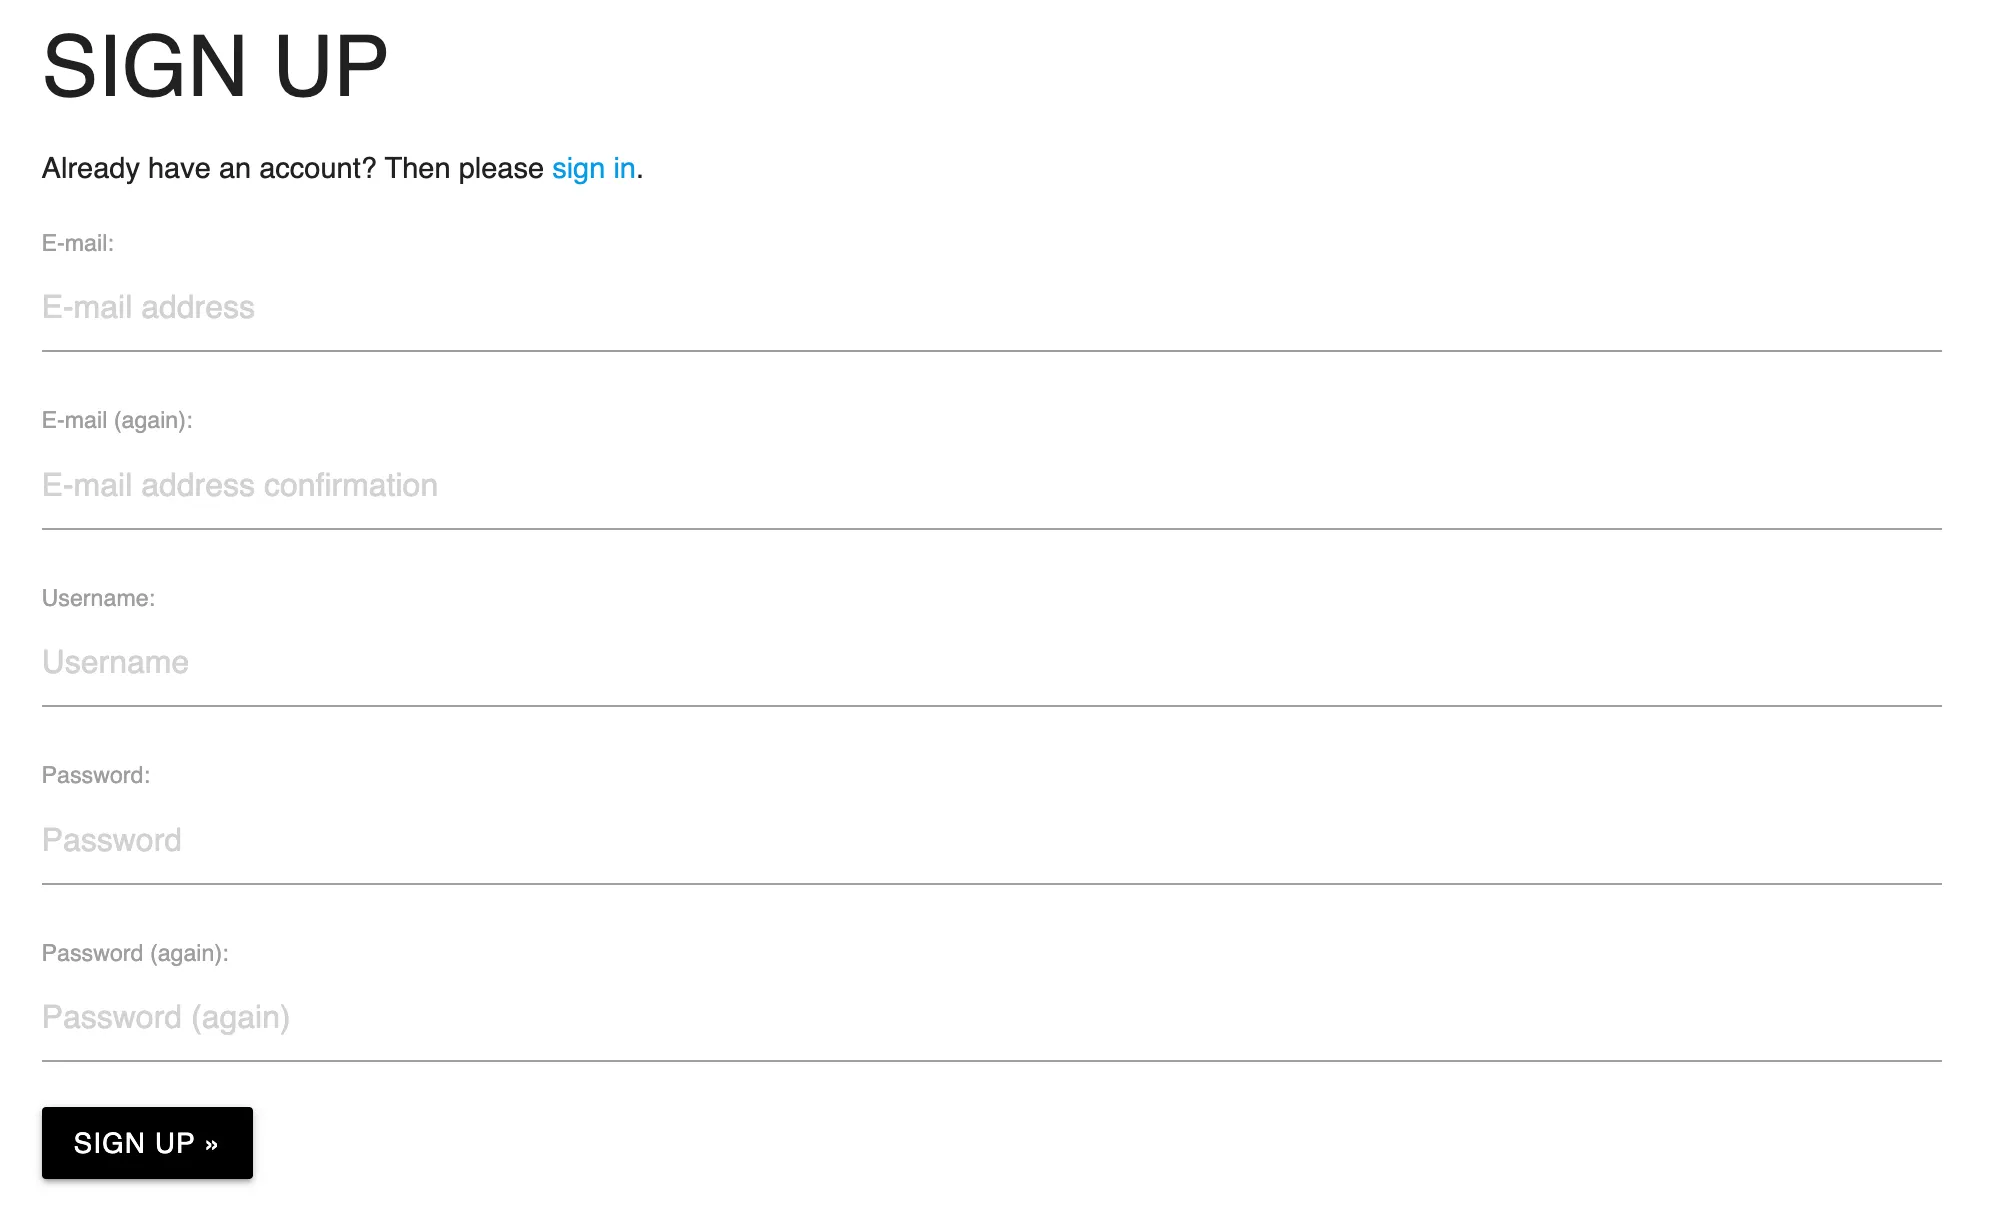 SIGN UP
Already have an account? Then please sign in.
E-mail:
E-mail address
E-mail (again):
E-mail address confirmation
Username:
Username
Password:
Password
Password (again):
Password (again)
SIGN UP »